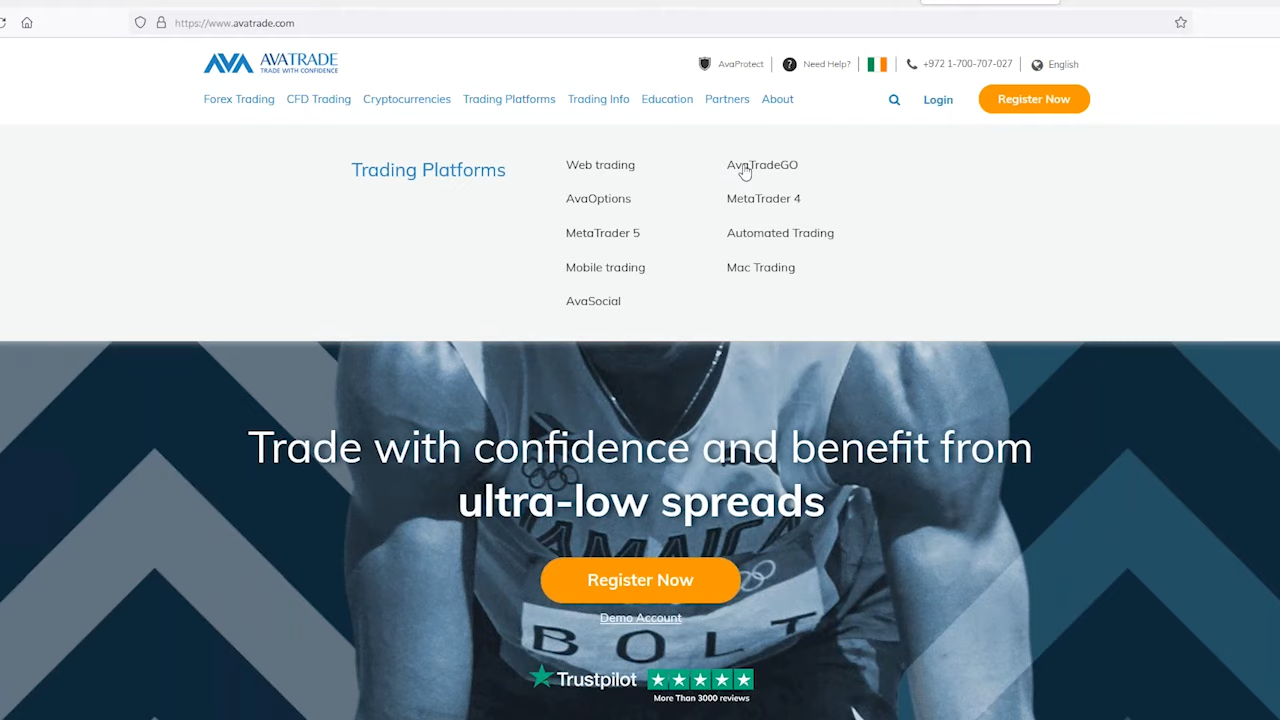 https://www.avatrade.com
AVA AVATRADE
TRADE WITH CONFIDENCE
AvaProtect
? Need Help?
+972 1-700-707-027
English
Forex Trading
CFD Trading
Cryptocurrencies
Trading Platforms
Trading Info
Education
Partners
About
Login
Register Now
Trading Platforms
Web trading
AvaTradeGO
AvaOptions
MetaTrader 4
MetaTrader 5
Automated Trading
Mobile trading
Mac Trading
AvaSocial
Trade with confidence and benefit from
ultra-low spreads
JAMAICA
Register Now
Demo Account
BOLT
Trustpilot
More Than 3000 reviews